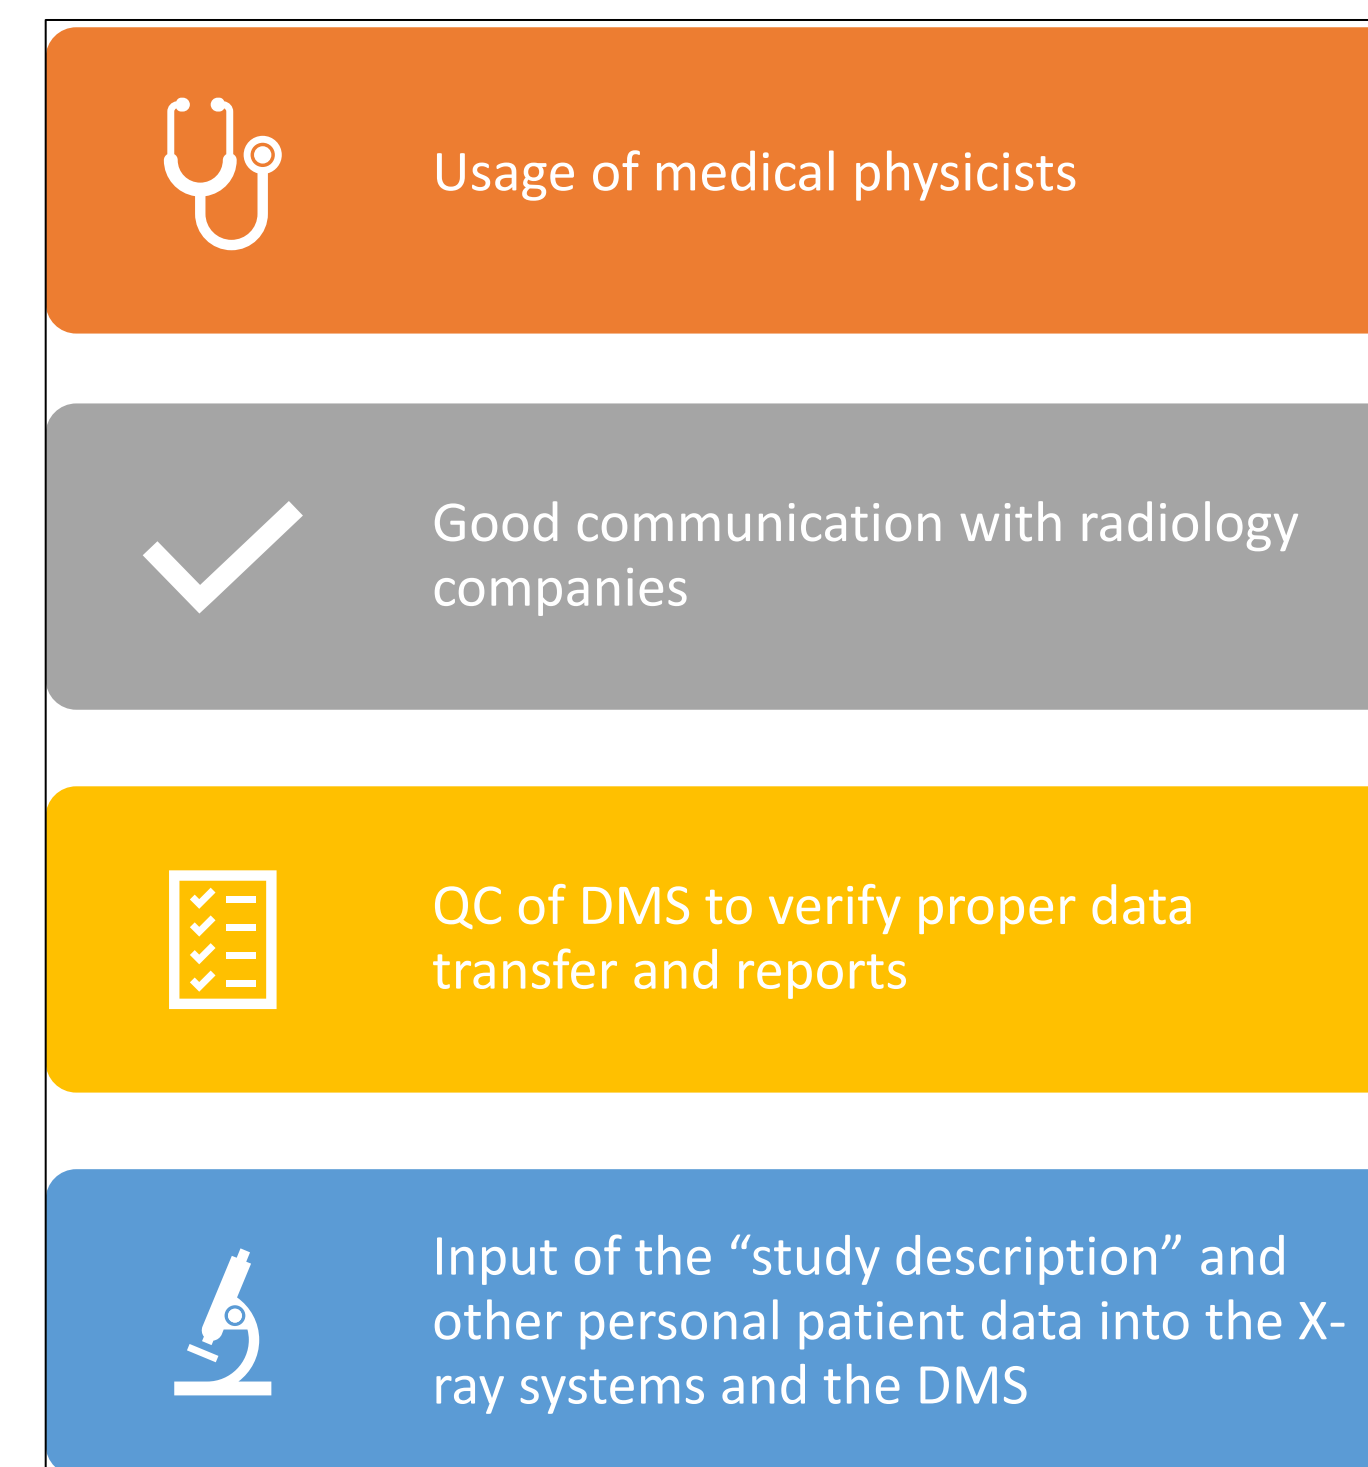 Usage of medical physicists
Good communication with radiology
companies
QC of DMS to verify proper data
transfer and reports
Input of the “study description” and
other personal patient data into the X-
ray systems and the DMS